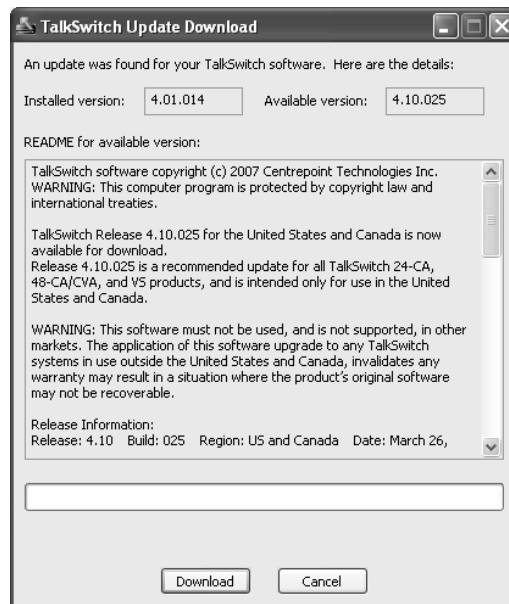 TalkSwitch Update Download
An update was found for your TalkSwitch software. Here are the details:
Installed version: 4.01.014 Available version: 4.10.025
README for available version:
TalkSwitch software copyright (c) 2007 Centrepoint Technologies Inc.
WARNING: This computer program is protected by copyright law and
international treaties.
TalkSwitch Release 4.10.025 for the United States and Canada is now
available for download.
Release 4.10.025 is a recommended update for all TalkSwitch 24-CA,
48-CA/CVA, and VS products, and is intended only for use in the United
States and Canada.
WARNING: This software must not be used, and is not supported, in other
markets. The application of this software upgrade to any TalkSwitch
systems in use outside the United States and Canada, invalidates any
warranty may result in a situation where the product's original software
may not be recoverable.
Release Information:
Release: 4.10 Build: 025 Region: US and Canada Date: March 26,
Download Cancel